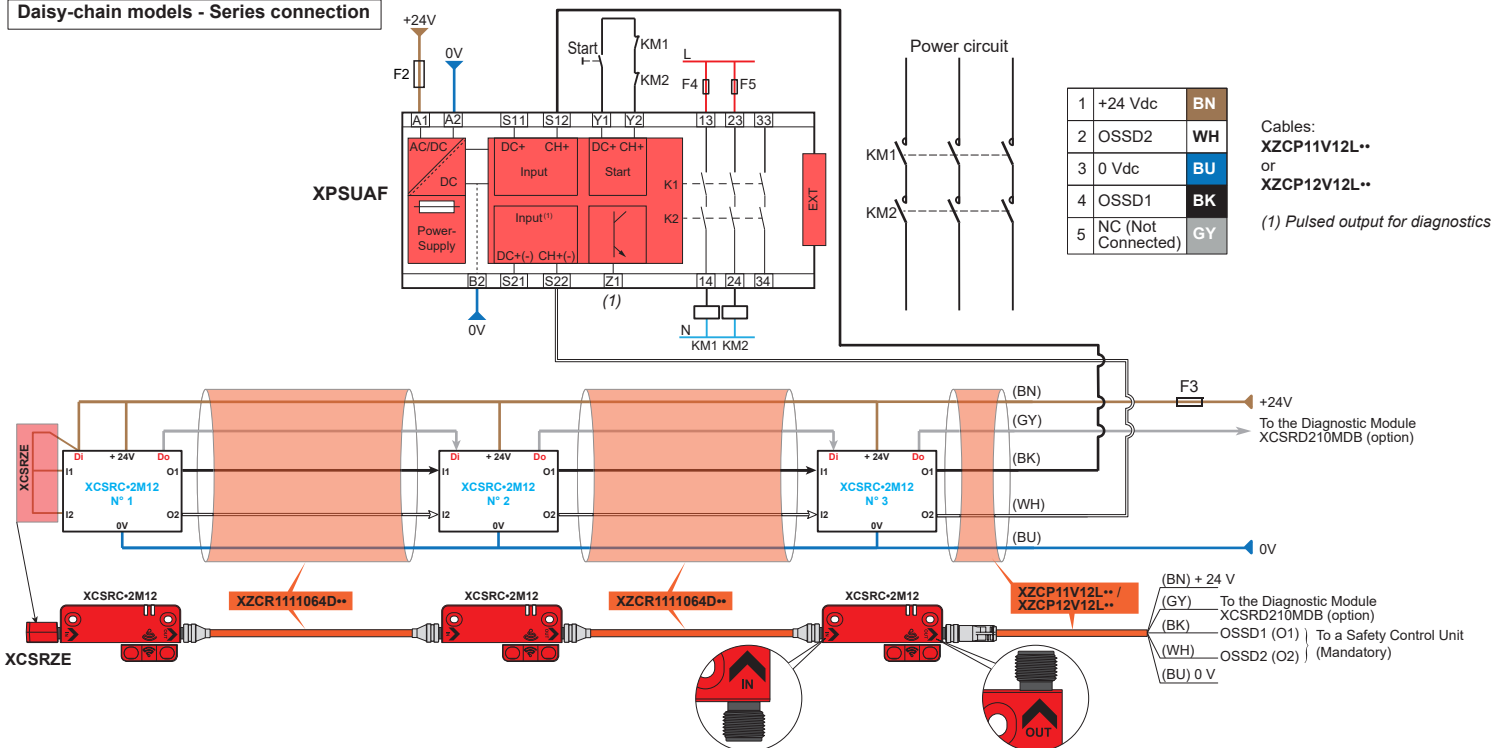 Daisy-chain models - Series connection
+24V
0V
F2
Start
KM1
KM2
L
F4
F5
Power circuit
KM1
KM2
A1 A2 S11 S12 Y1 Y2 13 23 33
AC/DC
DC
DC+ CH+
Input
DC+ CH+
Start
K1
K2
Power-
Supply
Input(1)
DC+(-) CH+(-)
EXT
XPSUAF
B2 S21 S22 Z1 14 24 34
(1)
0V
N
KM1 KM2
1 +24 Vdc BN
2 OSSD2 WH
3 0 Vdc BU
4 OSSD1 BK
5 NC (Not Connected) GY
Cables:
XZCP11V12L••
or
XZCP12V12L••
(1) Pulsed output for diagnostics
(BN)
F3
+24V
(GY)
To the Diagnostic Module
XCSRD210MDB (option)
(BK)
(WH)
(BU)
0V
XCSRZE
Di + 24V Do
I1 O1
XCSRC•2M12
N° 1
I2 O2
0V
Di + 24V Do
I1 O1
XCSRC•2M12
N° 2
I2 O2
0V
Di + 24V Do
I1 O1
XCSRC•2M12
N° 3
I2 O2
0V
XCSRC•2M12
XZCR1111064D••
XCSRC•2M12
XZCR1111064D••
XCSRC•2M12
XZCP11V12L•• /
XZCP12V12L••
XCSRZE
(BN) + 24 V
(GY) To the Diagnostic Module
XCSRD210MDB (option)
(BK) OSSD1 (O1)
(WH) OSSD2 (O2)
To a Safety Control Unit
(Mandatory)
(BU) 0 V
IN
OUT